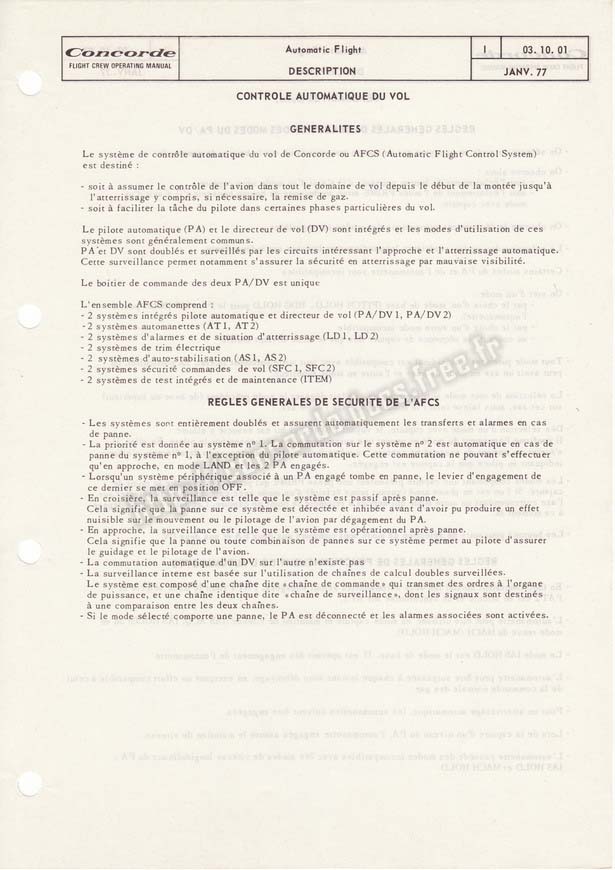 Concorde
FLIGHT CREW OPERATING MANUAL
Automatic Flight
DESCRIPTION
I
03. 10. 01
JANV. 77
CONTROLE AUTOMATIQUE DU VOL
GENERALITES
Le système de contrôle automatique du vol de Concorde ou AFCS (Automatic Flight Control System)
est destiné :
- soit à assumer le contrôle de l'avion dans tout le domaine de vol depuis le début de la montée jusqu'à
l'atterrissage y compris, si nécessaire, la remise de gaz.
- soit à faciliter la tâche du pilote dans certaines phases particulières du vol.
Le pilote automatique (PA) et le directeur de vol (DV) sont intégrés et les modes d'utilisation de ces
systèmes sont généralement communs.
PA et DV sont doublés et surveillés par les circuits intéressant l'approche et l'atterrissage automatique.
Cette surveillance permet notamment s'assurer la sécurité en atterrissage par mauvaise visibilité.
Le boitier de commande des deux PA/DV est unique
L'ensemble AFCS comprend :
- 2 systèmes intégrés pilote automatique et directeur de vol (PA/DV 1, PA/DV 2)
- 2 systèmes automanettes (AT 1, AT 2)
- 2 systèmes d'alarmes et de situation d'atterrissage (LD 1, LD 2)
- 2 systèmes de trim électrique
- 2 systèmes d'auto-stabilisation (AS 1, AS 2)
- 2 systèmes sécurité commandes de vol (SFC 1, SFC 2)
- 2 systèmes de test intégrés et de maintenance (ITEM)
REGLES GENERALES DE SECURITE DE L'AFCS
- Les systèmes sont entièrement doublés et assurent automatiquement les transferts et alarmes en cas
de panne.
- La priorité est donnée au système n° 1. La commutation sur le système n° 2 est automatique en cas de
panne du système n° 1, à l'exception du pilote automatique. Cette commutation ne pouvant s'effectuer
qu'en approche, en mode LAND et les 2 PA engagés.
- Lorsqu'un système périphérique associé à un PA engagé tombe en panne, le levier d'engagement de
ce dernier se met sur position OFF.
- En croisière, la surveillance est telle que le système est passif après panne.
Cela signifie que la panne sur ce système est détectée et inhibée avant d'avoir pu produire un effet
nuisible sur le mouvement ou le pilotage de l'avion par dégagement du PA.
- En approche, la surveillance est telle que le système est opérationnel après panne.
Cela signifie que la panne ou toute combinaison de pannes sur ce système permet au pilote d'assurer
le guidage et le pilotage de l'avion.
- La commutation automatique d'un DV sur l'autre n'existe pas
- La surveillance interne est basée sur l'utilisation de chaînes de calcul doubles surveillées.
Le système est composé d'une chaîne dite « chaîne de commande » qui transmet des ordres à l'organe
de puissance, et une chaîne identique dite « chaîne de surveillance », dont les signaux sont destinés
à une comparaison entre les deux chaînes.
- Si le mode sélecté comporte une panne, le PA est déconnecté et les alarmes associées sont activées.